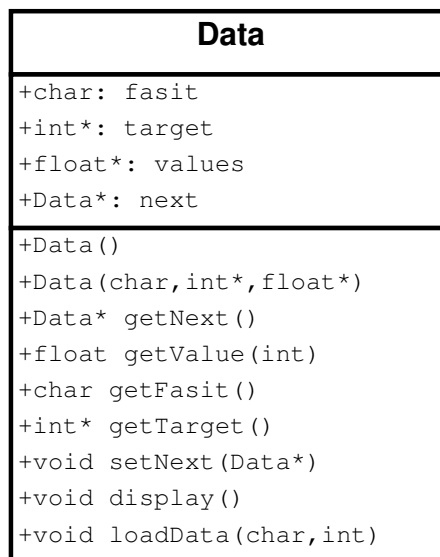 Data
+char: fasit
+int*: target
+float*: values
+Data*: next
+Data()
+Data(char,int*,float*)
+Data* getNext()
+float getValue(int)
+char getFasit()
+int* getTarget()
+void setNext(Data*)
+void display()
+void loadData(char,int)